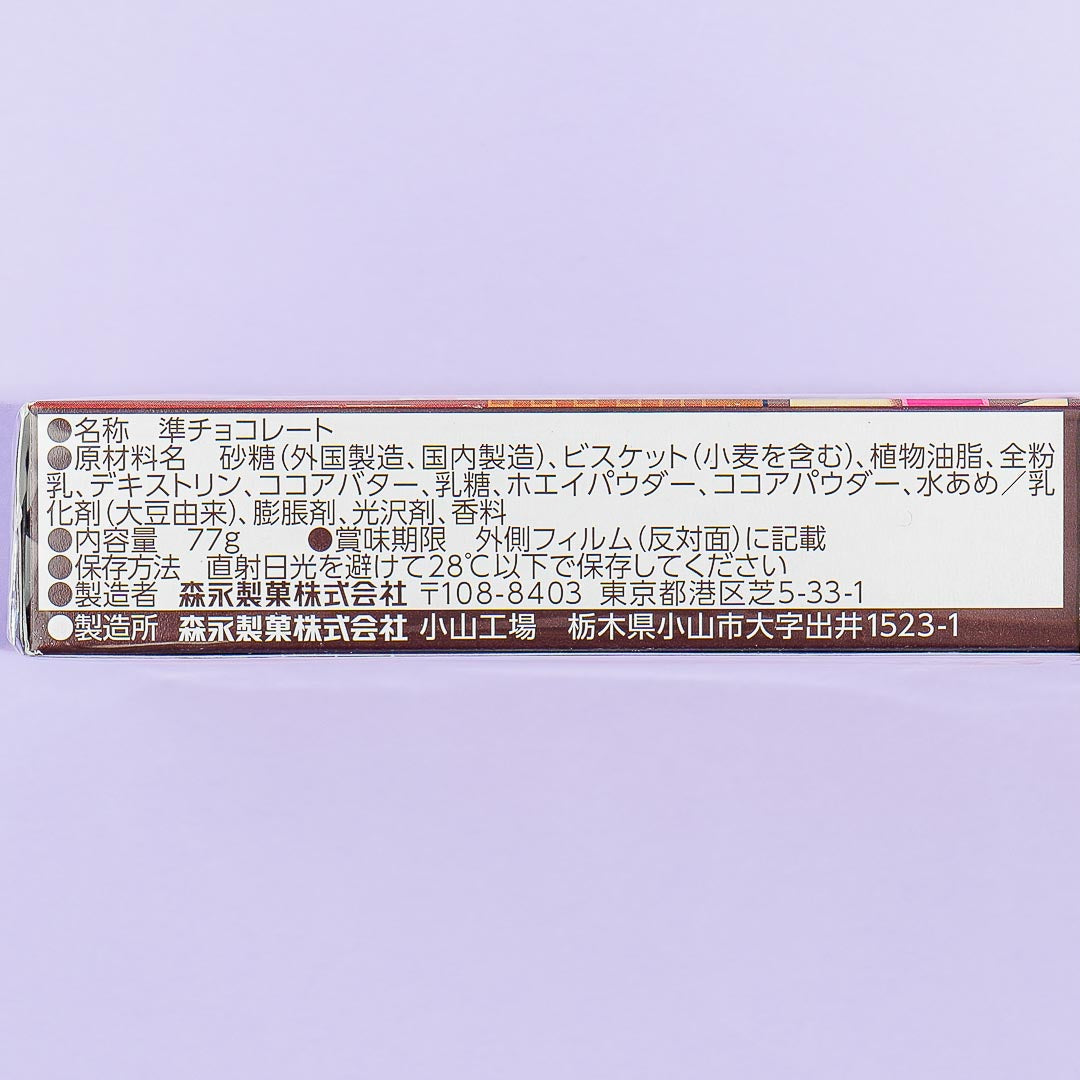 ●名称 準チョコレート
●原材料名 砂糖(外国製造、国内製造)、ビスケット(小麦を含む)、植物油脂、全粉
乳、デキストリン、ココアバター、乳糖、ホエイパウダー、ココアパウダー、水あめ/乳
化剤(大豆由来)、膨脹剤、光沢剤、香料
●内容量 77g ●賞味期限 外側フィルム(反対面)に記載
●保存方法 直射日光を避けて28℃以下で保存してください
●製造者 森永製菓株式会社 〒108-8403 東京都港区芝5-33-1
●製造所 森永製菓株式会社 小山工場 栃木県小山市大字出井1523-1